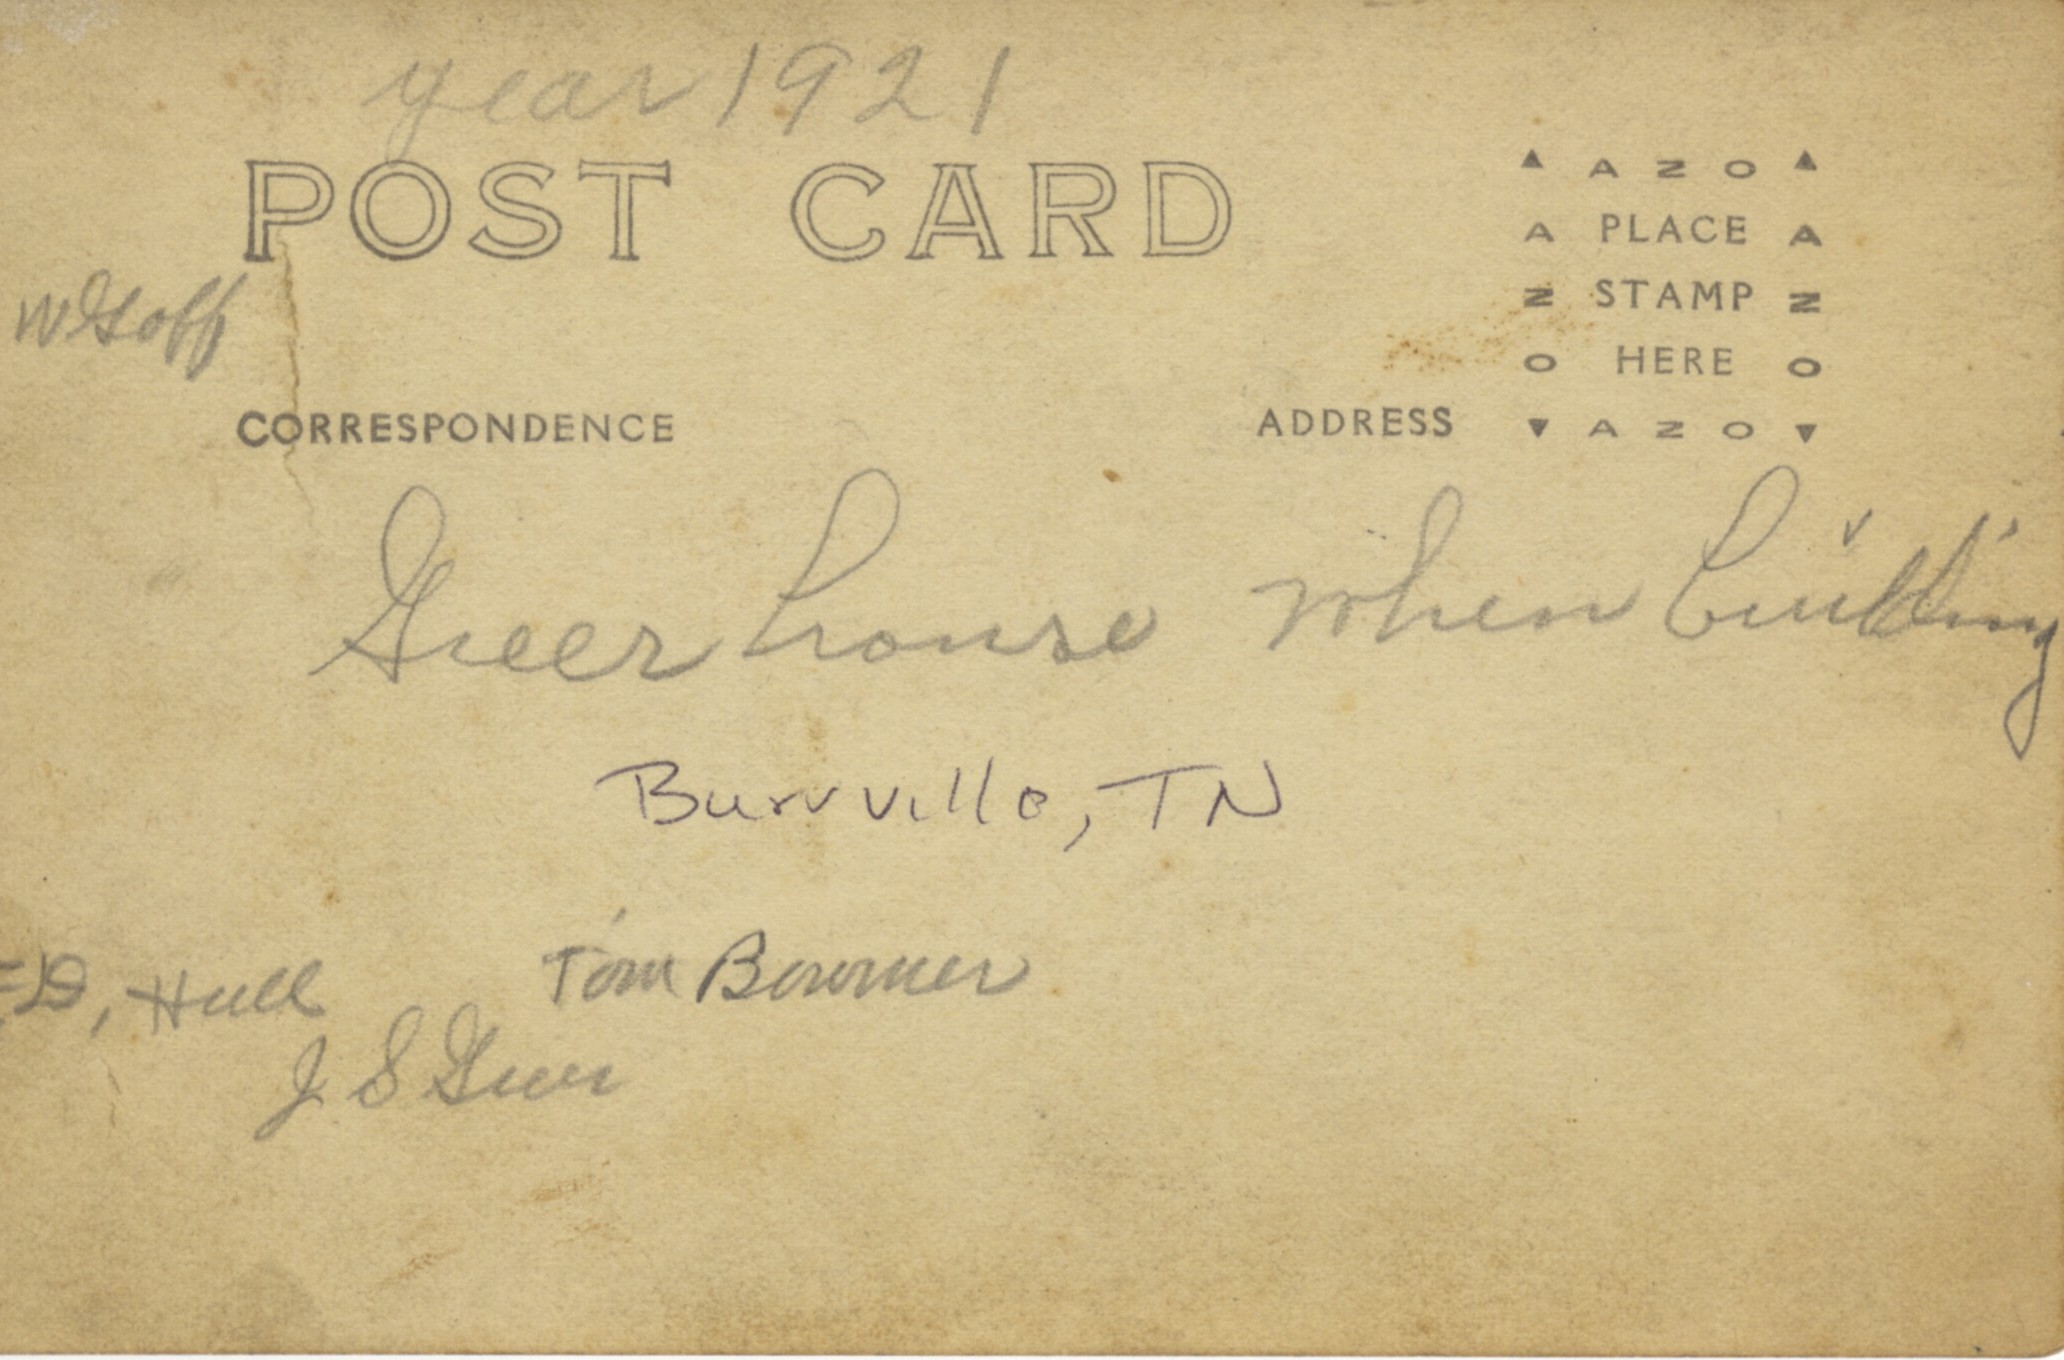 year 1921
POST CARD
▲ AZO ▲
A PLACE A
W Goff
N STAMP N
O HERE O
CORRESPONDENCE
ADDRESS
▼ AZO ▼
Greer house when building
Burrville, TN
Tom Bowmer
Hull
J S Greer